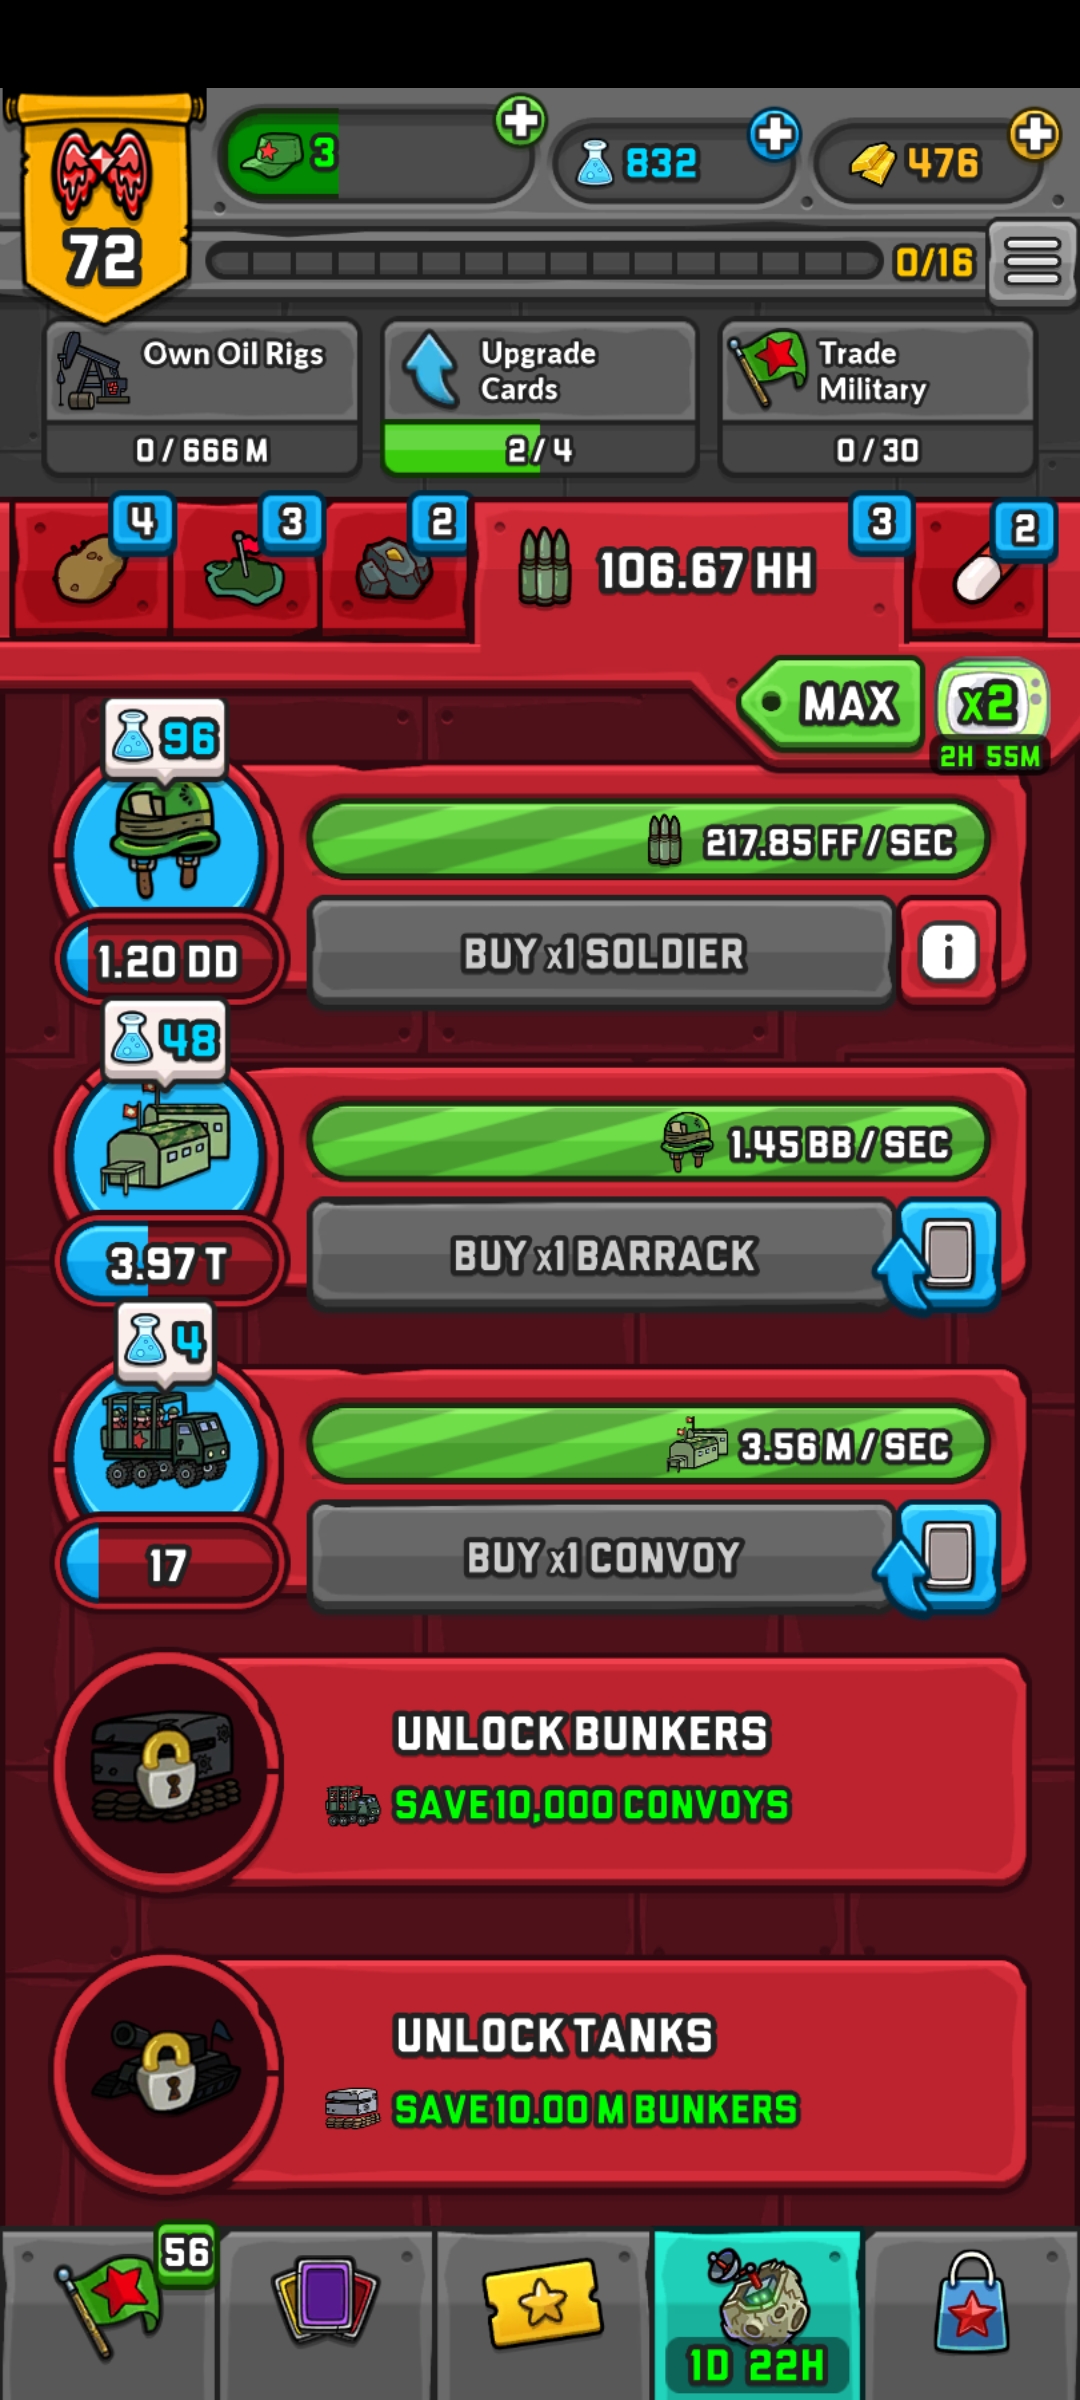 3
832
476
72
0/16
Own Oil Rigs
0 / 666 M
Upgrade
Cards
2 / 4
Trade
Military
0 / 30
4
3
2
106.67 HH
3
2
MAX
x2
2H 55M
96
217.85 FF / SEC
1.20 DD
BUY x1 SOLDIER
i
48
1.45 BB / SEC
3.97 T
BUY x1 BARRACK
4
3.56 M / SEC
17
BUY x1 CONVOY
UNLOCK BUNKERS
SAVE 10,000 CONVOYS
UNLOCK TANKS
SAVE 10.00 M BUNKERS
56
1D 22H